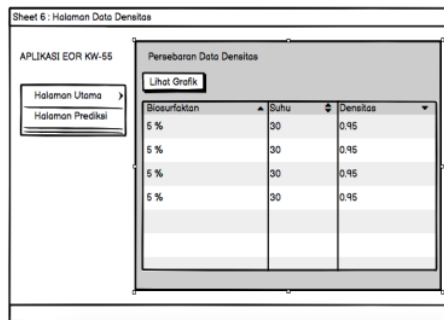 Sheet 6 : Halaman Data Densitas
APLIKASI EOR KW-55
Halaman Utama
Halaman Prediksi
Persebaran Data Densitas
Lihat Grafik
Biosurfaktan Suhu Densitas
5 % 30 0.95
5 % 30 0.95
5 % 30 0.95
5 % 30 0.95